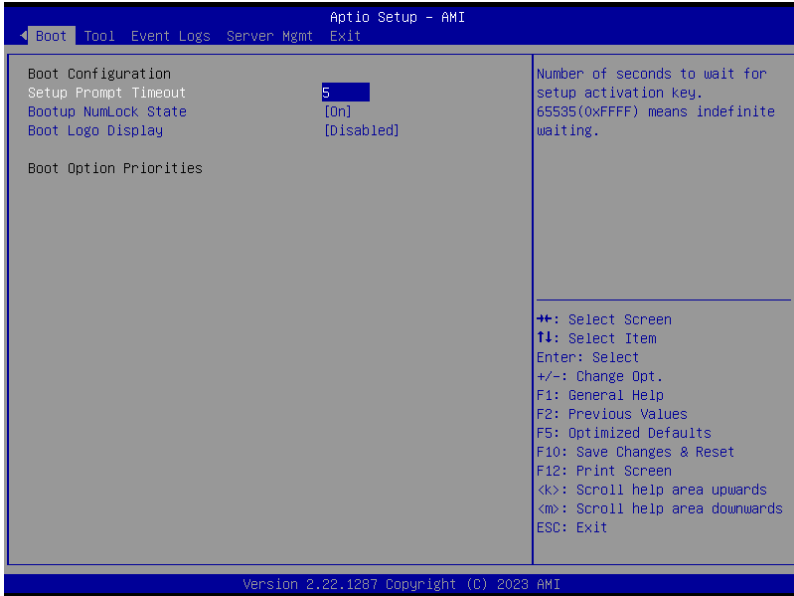 Aptio Setup – AMI
Boot Tool Event Logs Server Mgmt Exit
Boot Configuration
Setup Prompt Timeout 5
Bootup NumLock State [On]
Boot Logo Display [Disabled]
Boot Option Priorities
Number of seconds to wait for
setup activation key.
65535(0xFFFF) means indefinite
waiting.
→←: Select Screen
↑↓: Select Item
Enter: Select
+/-: Change Opt.
F1: General Help
F2: Previous Values
F5: Optimized Defaults
F10: Save Changes & Reset
F12: Print Screen
<k>: Scroll help area upwards
<m>: Scroll help area downwards
ESC: Exit
Version 2.22.1287 Copyright (C) 2023 AMI